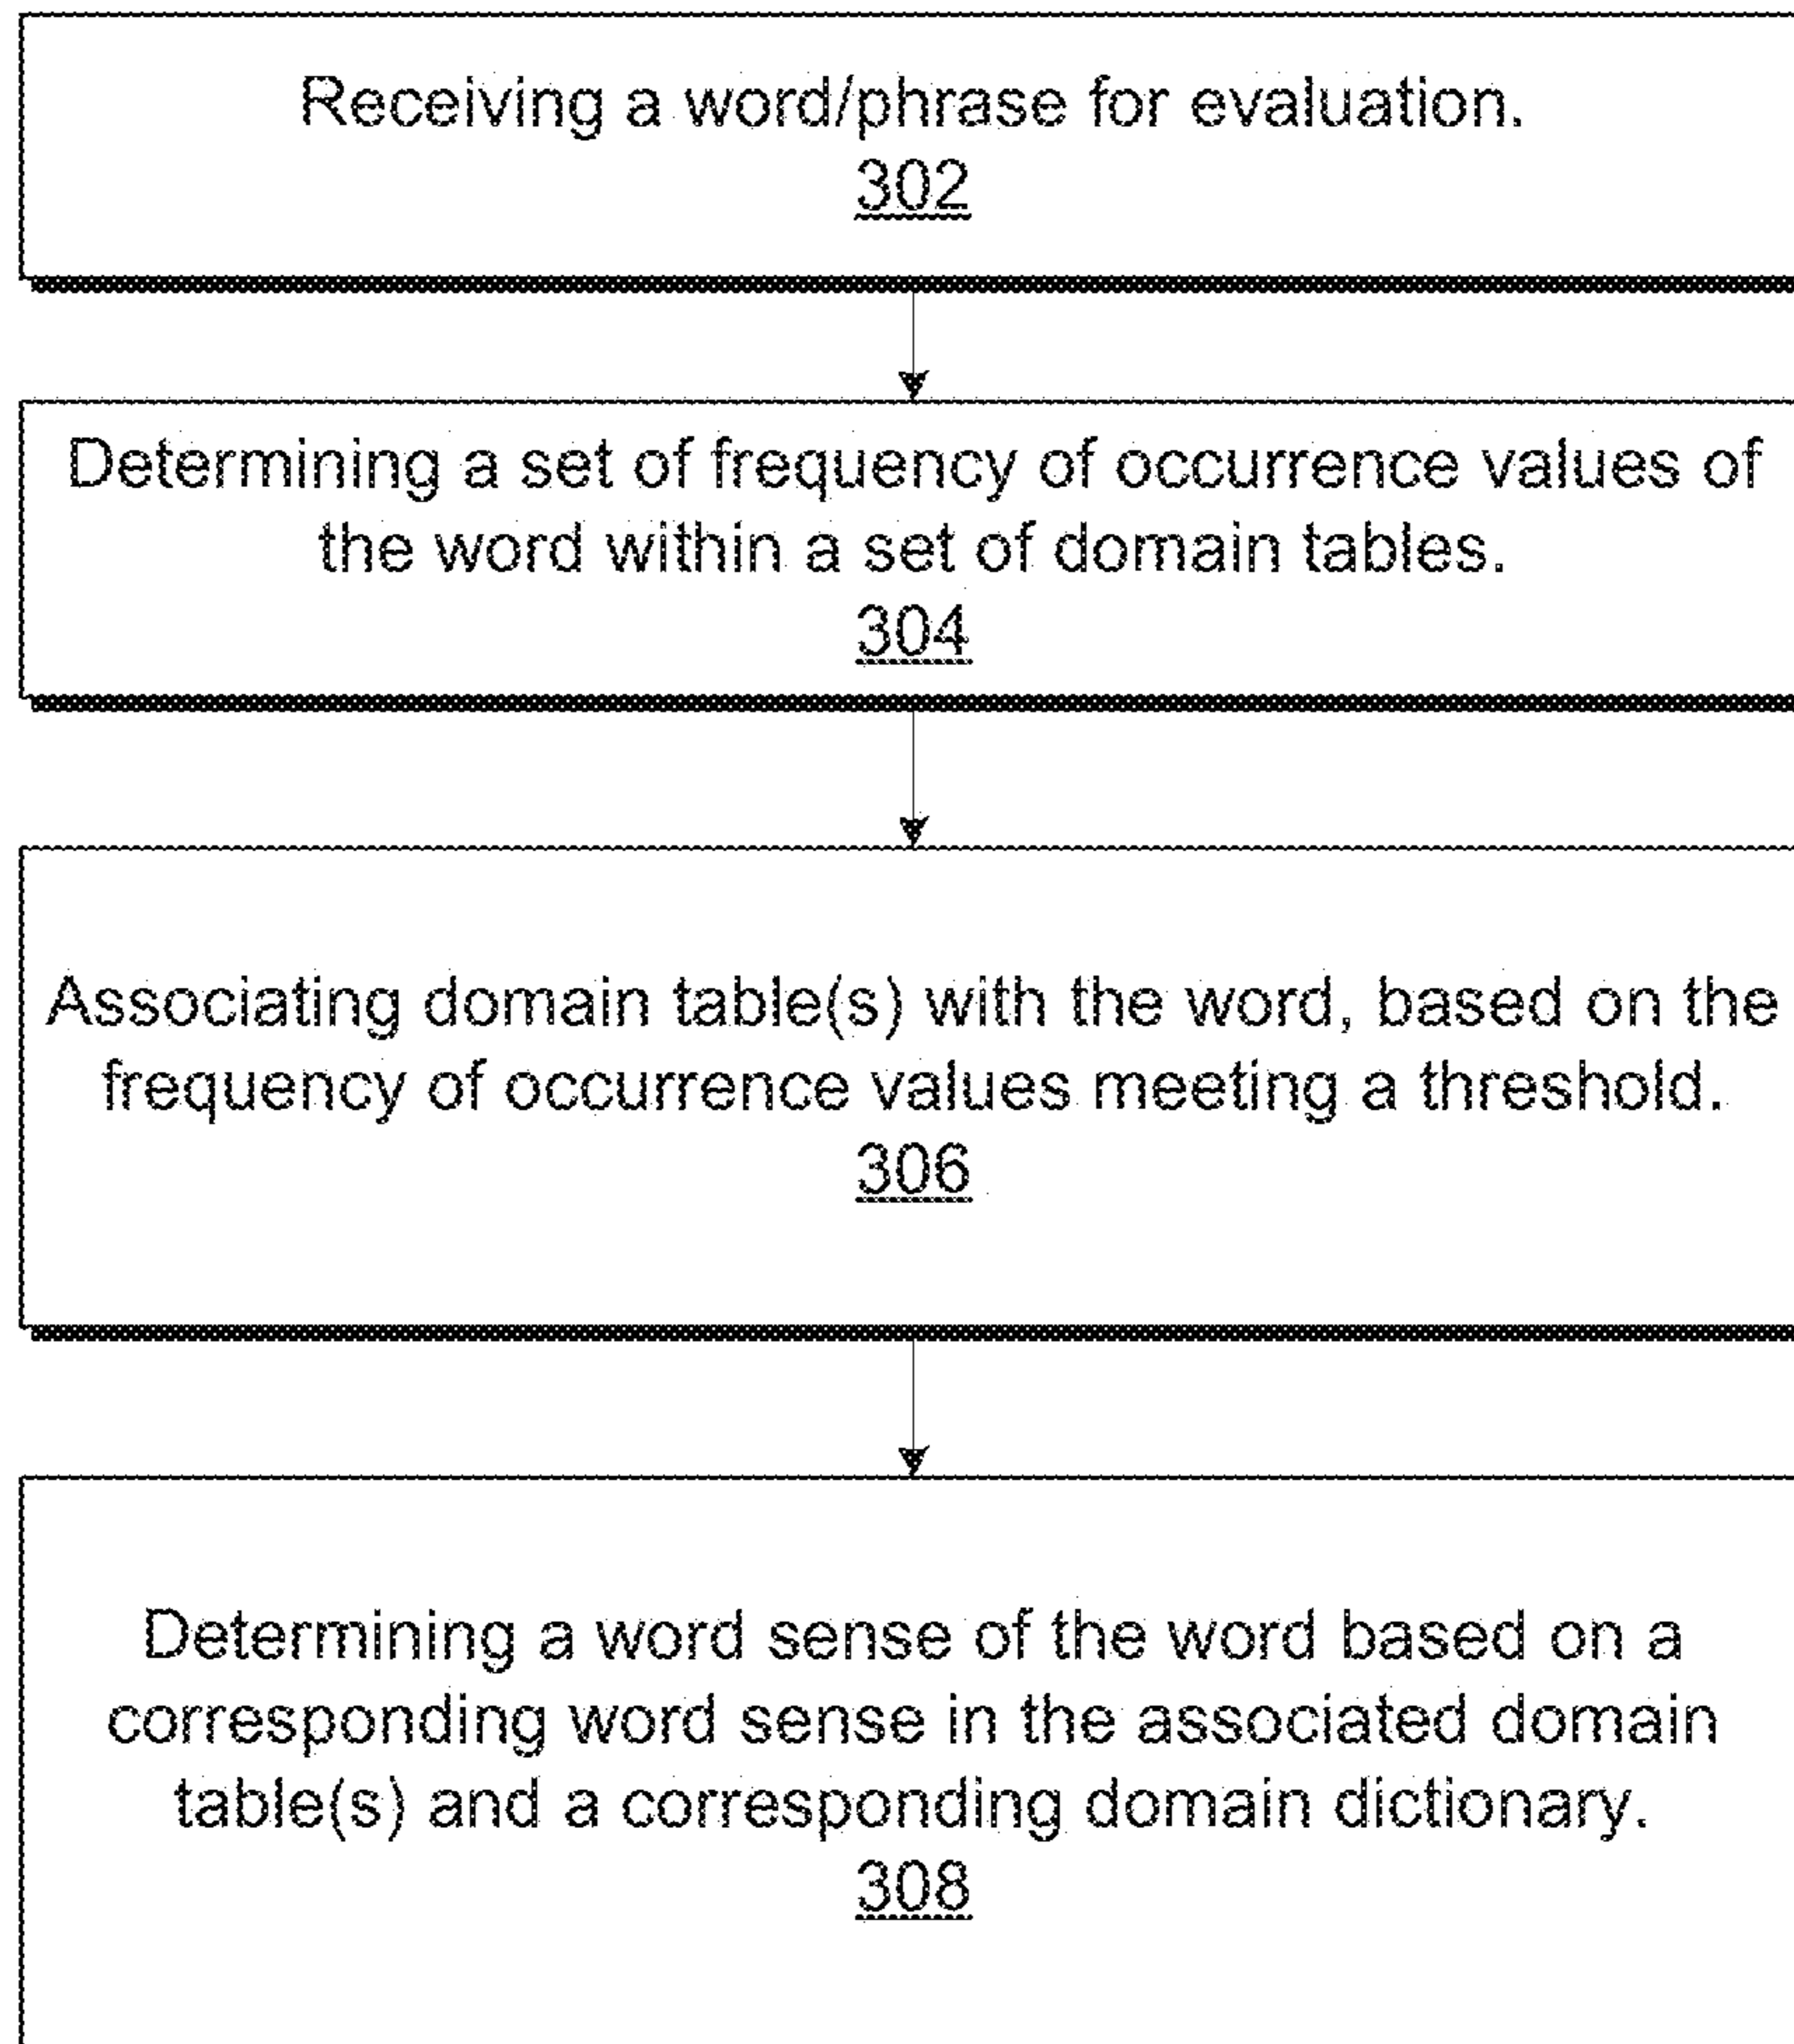 Receiving a word/phrase for evaluation.
302
Determining a set of frequency of occurrence values of
the word within a set of domain tables.
304
Associating domain table(s) with the word, based on the
frequency of occurrence values meeting a threshold.
306
Determining a word sense of the word based on a
corresponding word sense in the associated domain
table(s) and a corresponding domain dictionary.
308